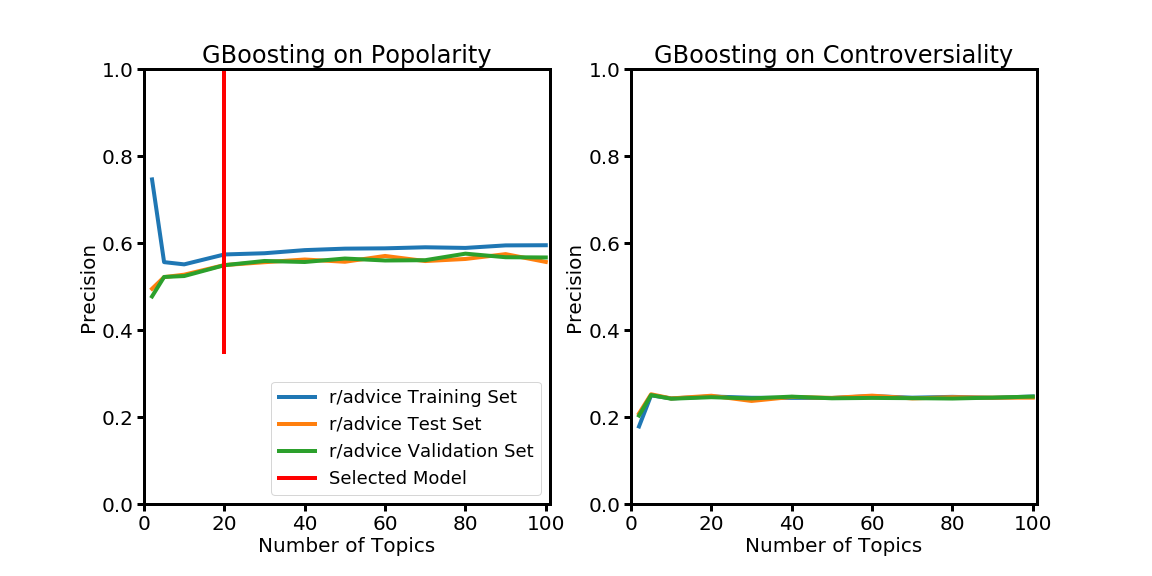 GBoosting on Popolarity
1.0
0.8
0.6
0.4
0.2
0.0
Precision
0 20 40 60 80 100
Number of Topics
r/advice Training Set
r/advice Test Set
r/advice Validation Set
Selected Model
GBoosting on Controversiality
1.0
0.8
0.6
0.4
0.2
0.0
Precision
0 20 40 60 80 100
Number of Topics